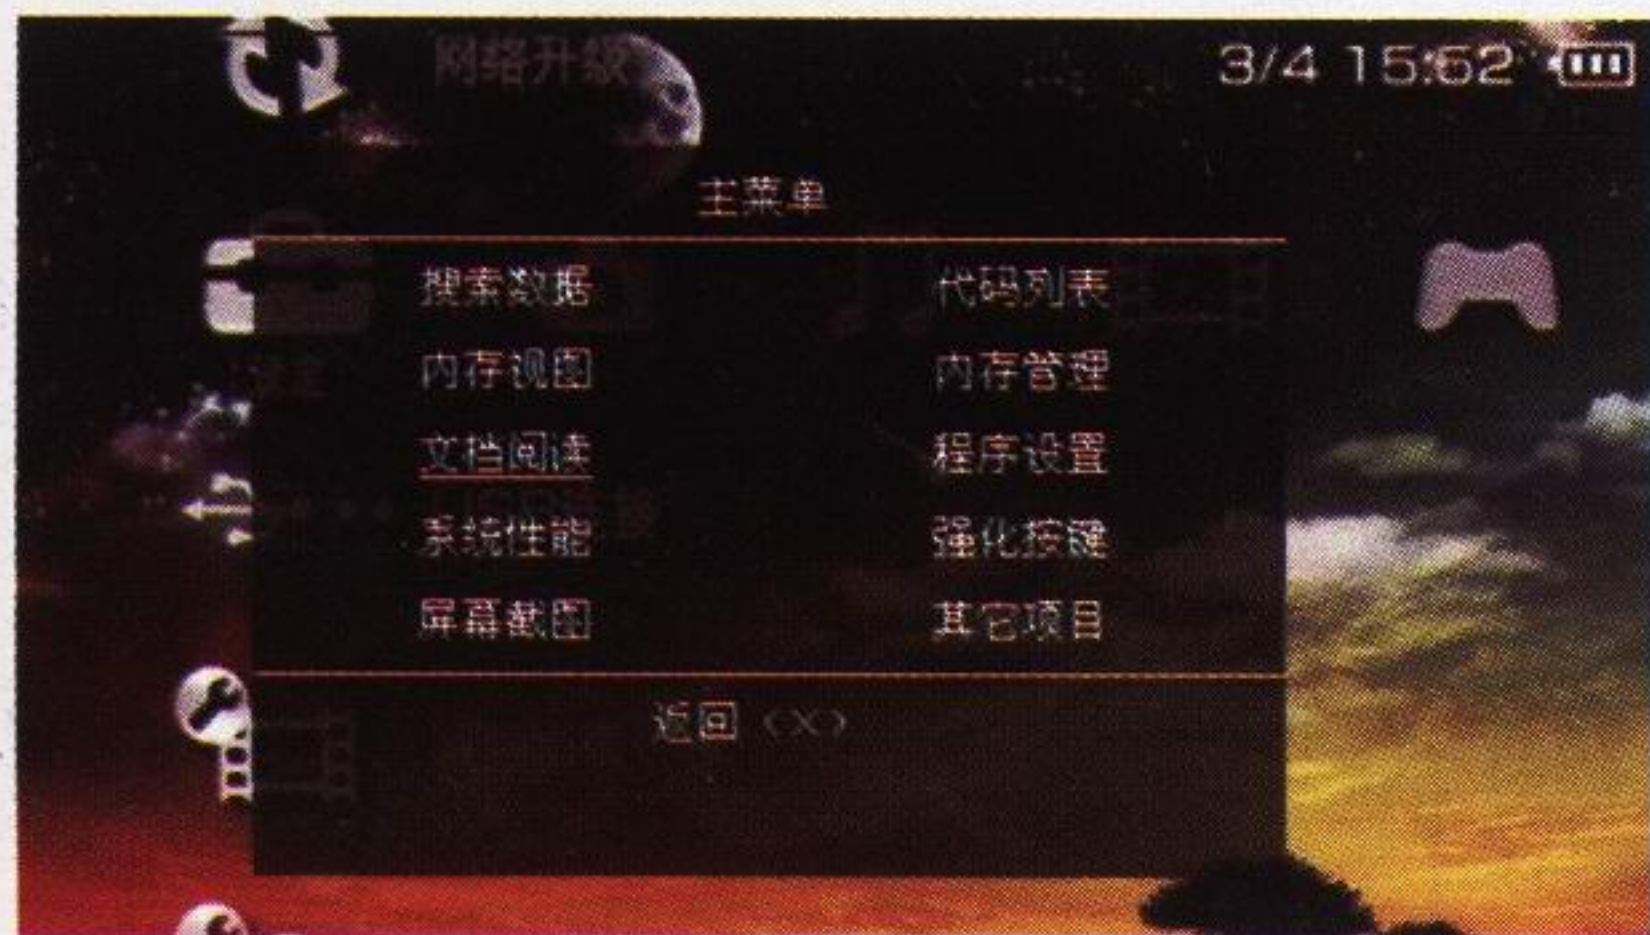 网络升级
3/4 15:52
主菜单
搜索数据 代码列表
内存视图 内存管理
文档阅读 程序设置
系统性能 强化按键
屏幕截图 其它项目
返回 (X)